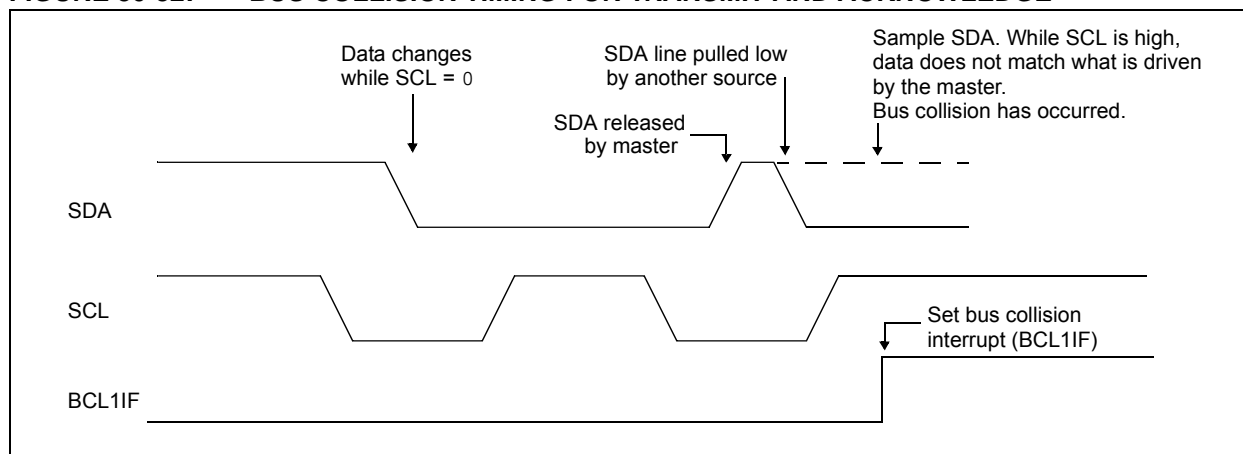 Data changes
while SCL = 0
SDA line pulled low
by another source
SDA released
by master
Sample SDA. While SCL is high,
data does not match what is driven
by the master.
Bus collision has occurred.
SDA
SCL
Set bus collision
interrupt (BCL1IF)
BCL1IF